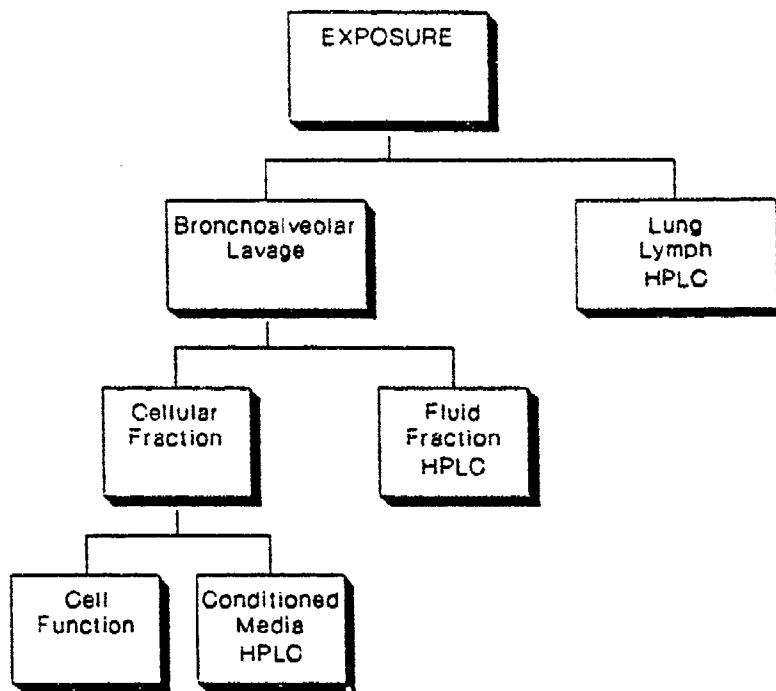 EXPOSURE
Broncnoalveolar
Lavage
Lung
Lymph
HPLC
Cellular
Fraction
Fluid
Fraction
HPLC
Cell
Function
Conditioned
Media
HPLC